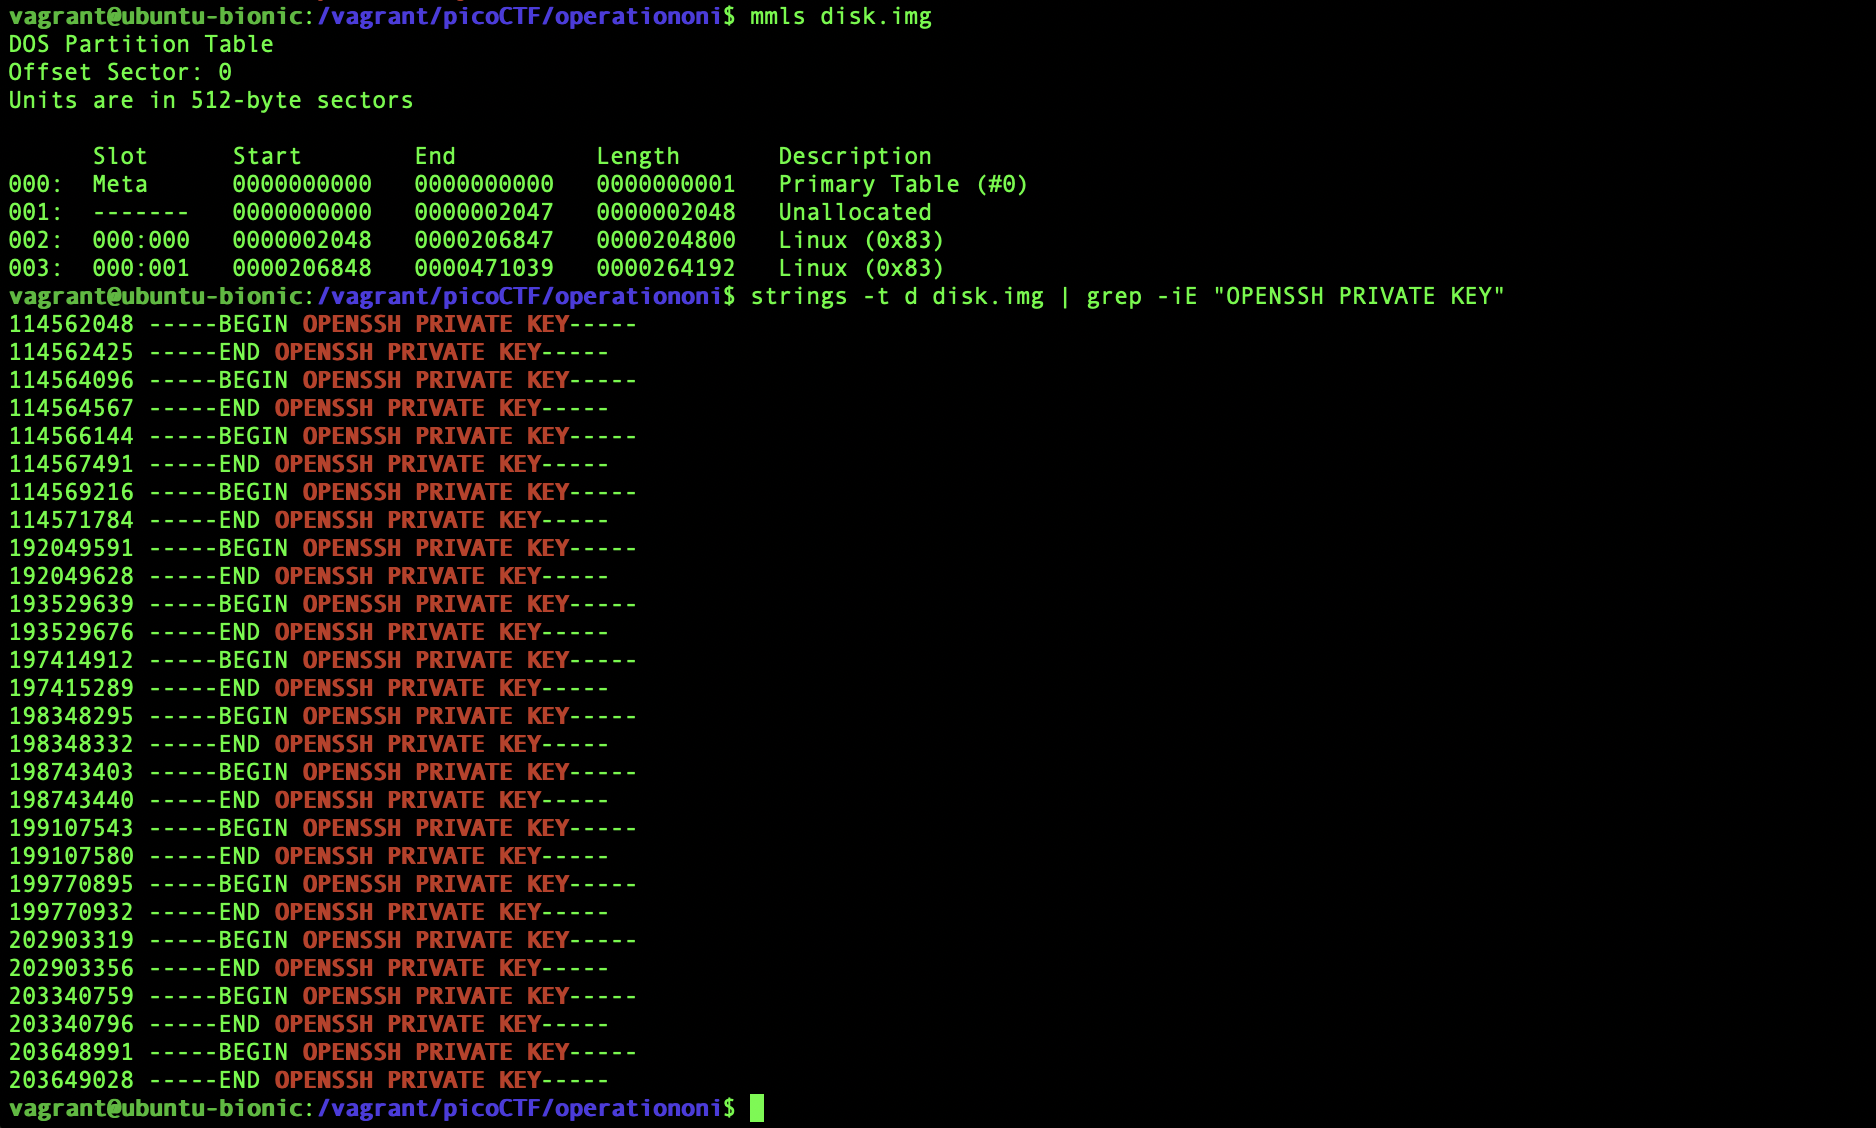 vagrant@ubuntu-bionic:/vagrant/picoCTF/operationoni$ mmls disk.img
DOS Partition Table
Offset Sector: 0
Units are in 512-byte sectors
Slot Start End Length Description
000: Meta 0000000000 0000000000 0000000001 Primary Table (#0)
001: ------- 0000000000 0000002047 0000002048 Unallocated
002: 000:000 0000002048 0000206847 0000204800 Linux (0x83)
003: 000:001 0000206848 0000471039 0000264192 Linux (0x83)
vagrant@ubuntu-bionic:/vagrant/picoCTF/operationoni$ strings -t d disk.img | grep -iE "OPENSSH PRIVATE KEY"
114562048 -----BEGIN OPENSSH PRIVATE KEY-----
114562425 -----END OPENSSH PRIVATE KEY-----
114564096 -----BEGIN OPENSSH PRIVATE KEY-----
114564567 -----END OPENSSH PRIVATE KEY-----
114566144 -----BEGIN OPENSSH PRIVATE KEY-----
114567491 -----END OPENSSH PRIVATE KEY-----
114569216 -----BEGIN OPENSSH PRIVATE KEY-----
114571784 -----END OPENSSH PRIVATE KEY-----
192049591 -----BEGIN OPENSSH PRIVATE KEY-----
192049628 -----END OPENSSH PRIVATE KEY-----
193529639 -----BEGIN OPENSSH PRIVATE KEY-----
193529676 -----END OPENSSH PRIVATE KEY-----
197414912 -----BEGIN OPENSSH PRIVATE KEY-----
197415289 -----END OPENSSH PRIVATE KEY-----
198348295 -----BEGIN OPENSSH PRIVATE KEY-----
198348332 -----END OPENSSH PRIVATE KEY-----
198743403 -----BEGIN OPENSSH PRIVATE KEY-----
198743440 -----END OPENSSH PRIVATE KEY-----
199107543 -----BEGIN OPENSSH PRIVATE KEY-----
199107580 -----END OPENSSH PRIVATE KEY-----
199770895 -----BEGIN OPENSSH PRIVATE KEY-----
199770932 -----END OPENSSH PRIVATE KEY-----
202903319 -----BEGIN OPENSSH PRIVATE KEY-----
202903356 -----END OPENSSH PRIVATE KEY-----
203340759 -----BEGIN OPENSSH PRIVATE KEY-----
203340796 -----END OPENSSH PRIVATE KEY-----
203648991 -----BEGIN OPENSSH PRIVATE KEY-----
203649028 -----END OPENSSH PRIVATE KEY-----
vagrant@ubuntu-bionic:/vagrant/picoCTF/operationoni$